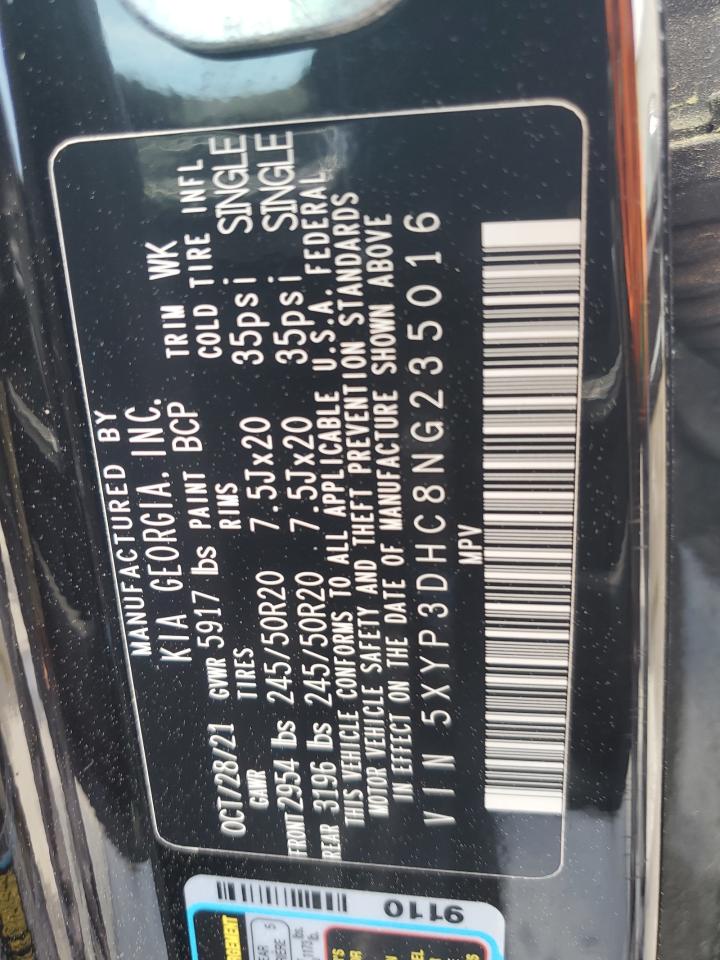 MANUFACTURED BY
KIA GEORGIA, INC.
OCT/28/21 GVWR 5917 lbs PAINT BCP TRIM WK
GAWR TIRES RIMS COLD TIRE INFL
FRONT 2954 lbs 245/50R20 7.5Jx20 35psi SINGLE
REAR 3196 lbs 245/50R20 7.5Jx20 35psi SINGLE
THIS VEHICLE CONFORMS TO ALL APPLICABLE U.S.A. FEDERAL
MOTOR VEHICLE SAFETY AND THEFT PREVENTION STANDARDS
IN EFFECT ON THE DATE OF MANUFACTURE SHOWN ABOVE
VIN 5XYP3DHC8NG235016
MPV
9110